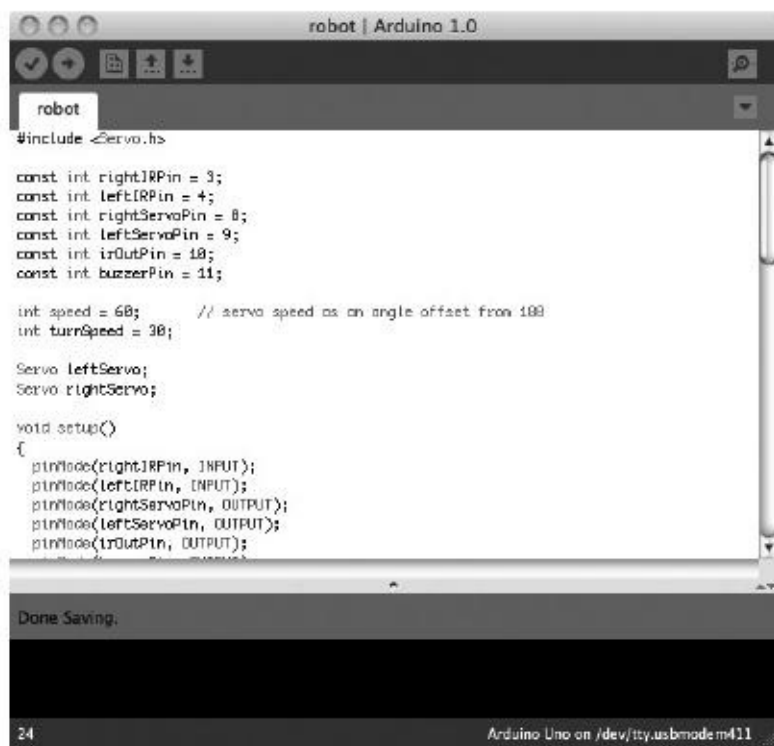 robot | Arduino 1.0
robot
#include <Servo.h>
const int rightIRPin = 3;
const int leftIRPin = 4;
const int rightServoPin = 8;
const int leftServoPin = 9;
const int irOutPin = 10;
const int buzzerPin = 11;
int speed = 60; // servo speed as an angle offset from 180
int turnSpeed = 30;
Servo leftServo;
Servo rightServo;
void setup()
{
pinMode(rightIRPin, INPUT);
pinMode(leftIRPin, INPUT);
pinMode(rightServoPin, OUTPUT);
pinMode(leftServoPin, OUTPUT);
pinMode(irOutPin, OUTPUT);
Done Saving.
24
Arduino Uno on /dev/tty.usbmodem411